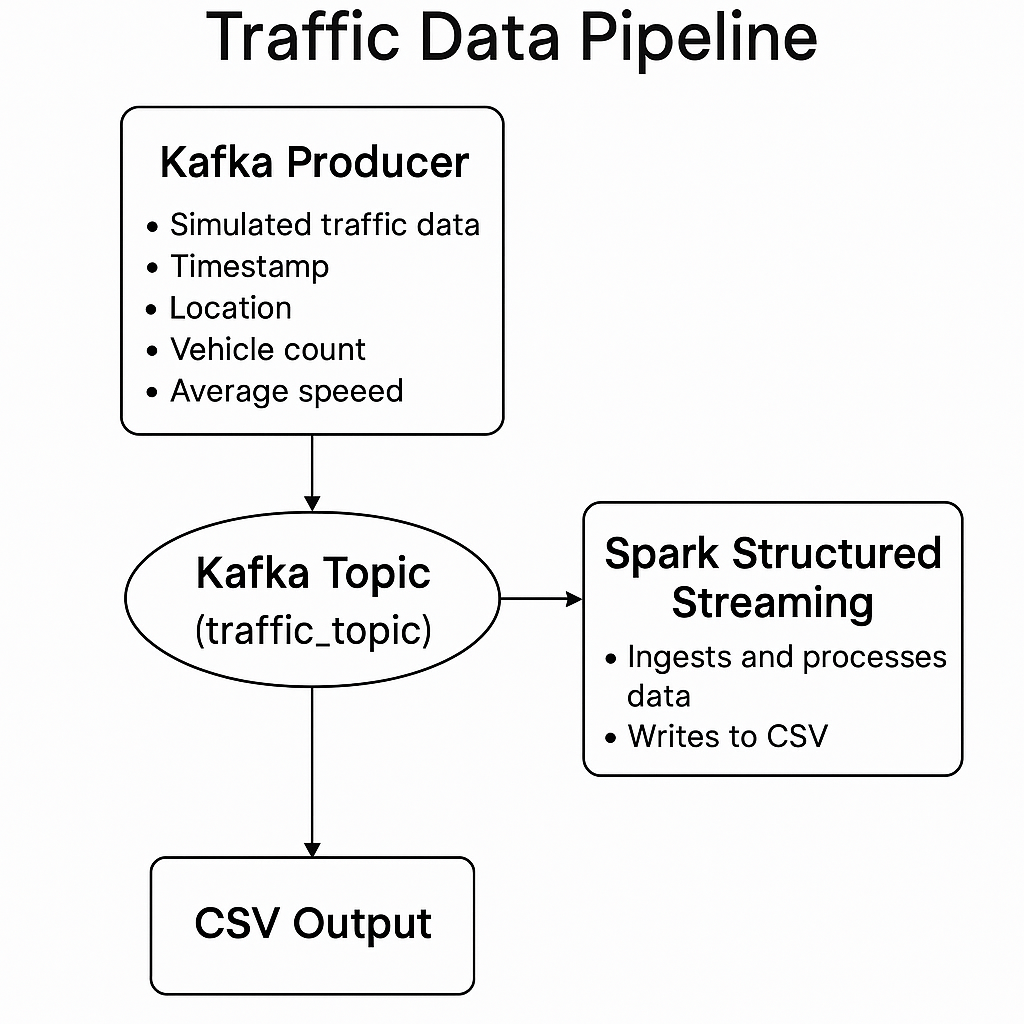 Traffic Data Pipeline
Kafka Producer
• Simulated traffic data
• Timestamp
• Location
• Vehicle count
• Average speeed
Kafka Topic
(traffic_topic)
Spark Structured
Streaming
• Ingests and processes
data
• Writes to CSV
CSV Output